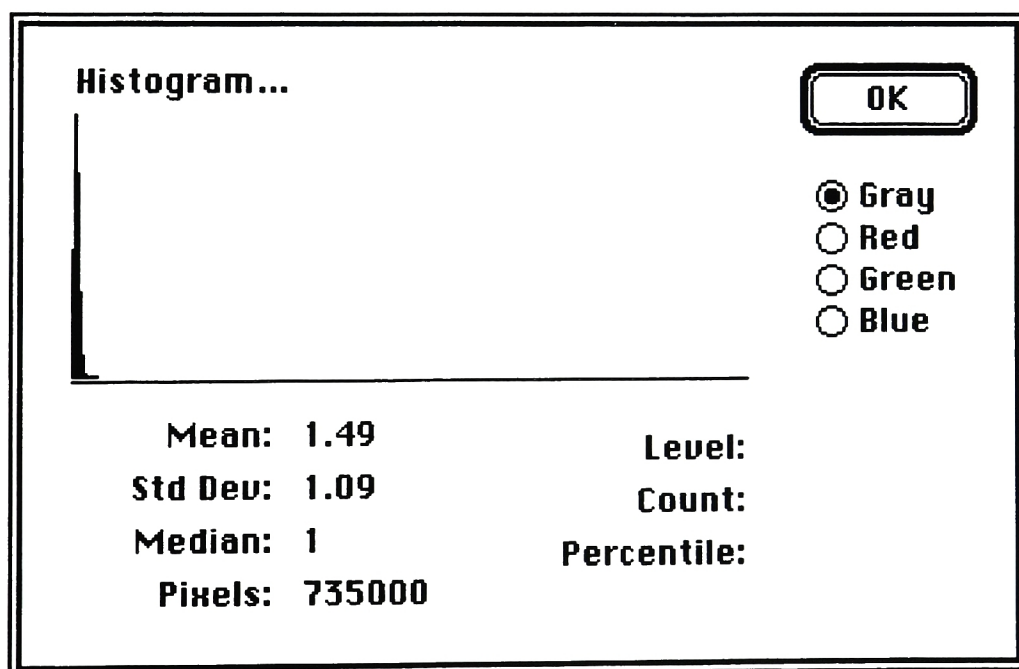 Histogram...
OK
Gray
Red
Green
Blue
Mean: 1.49
Std Dev: 1.09
Median: 1
Pixels: 735000
Level:
Count:
Percentile: